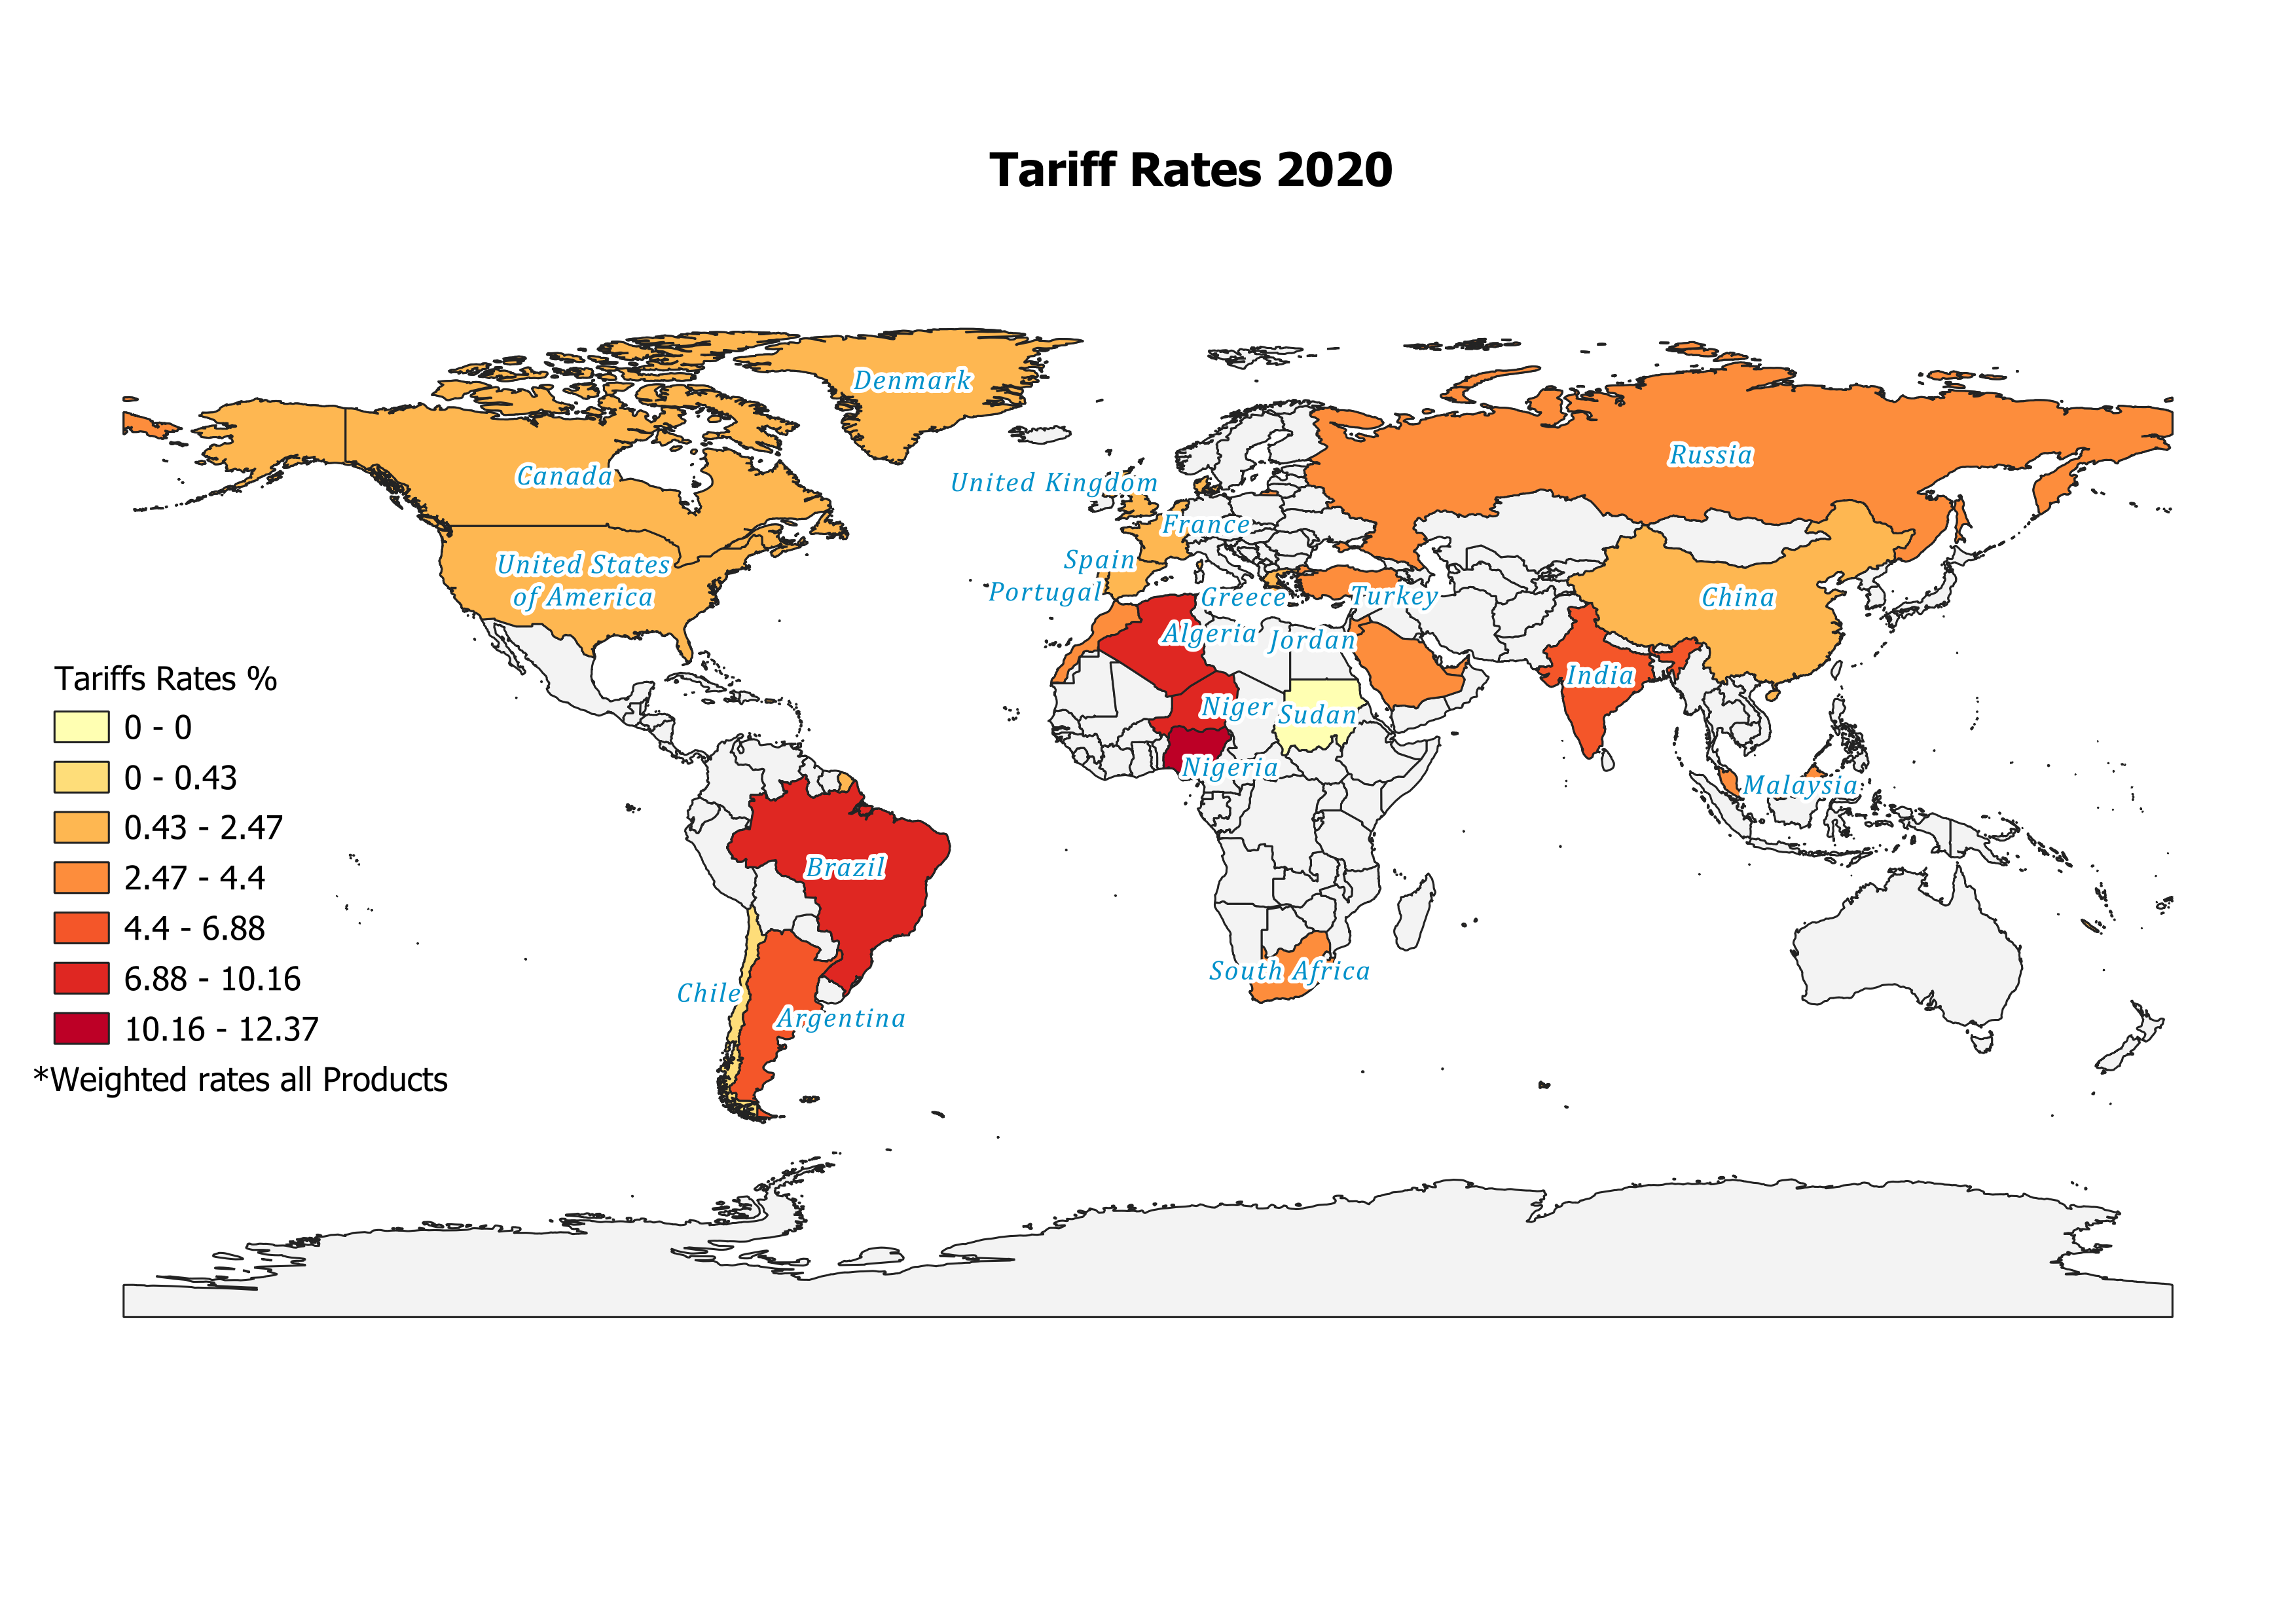 Tariff Rates 2020
Denmark
Canada
Russia
United Kingdom
France
Spain
United States
of America
Portugal
Greece
Turkey
China
Algeria
Jordan
India
Niger
Sudan
Nigeria
Malaysia
Brazil
South Africa
Chile
Argentina
Tariffs Rates %
0 - 0
0 - 0.43
0.43 - 2.47
2.47 - 4.4
4.4 - 6.88
6.88 - 10.16
10.16 - 12.37
*Weighted rates all Products